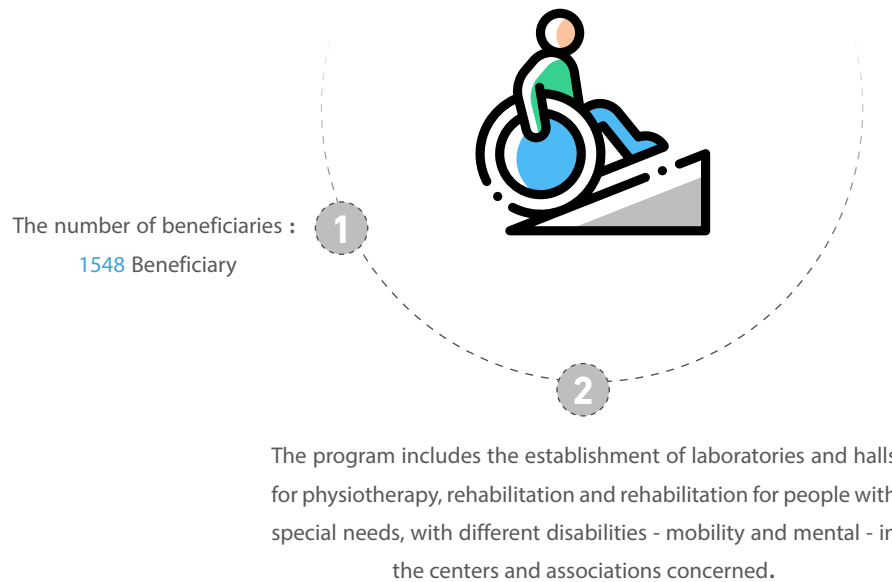 The number of beneficiaries :
1548 Beneficiary
1
2
The program includes the establishment of laboratories and halls
for physiotherapy, rehabilitation and rehabilitation for people with
special needs, with different disabilities - mobility and mental - in
the centers and associations concerned.